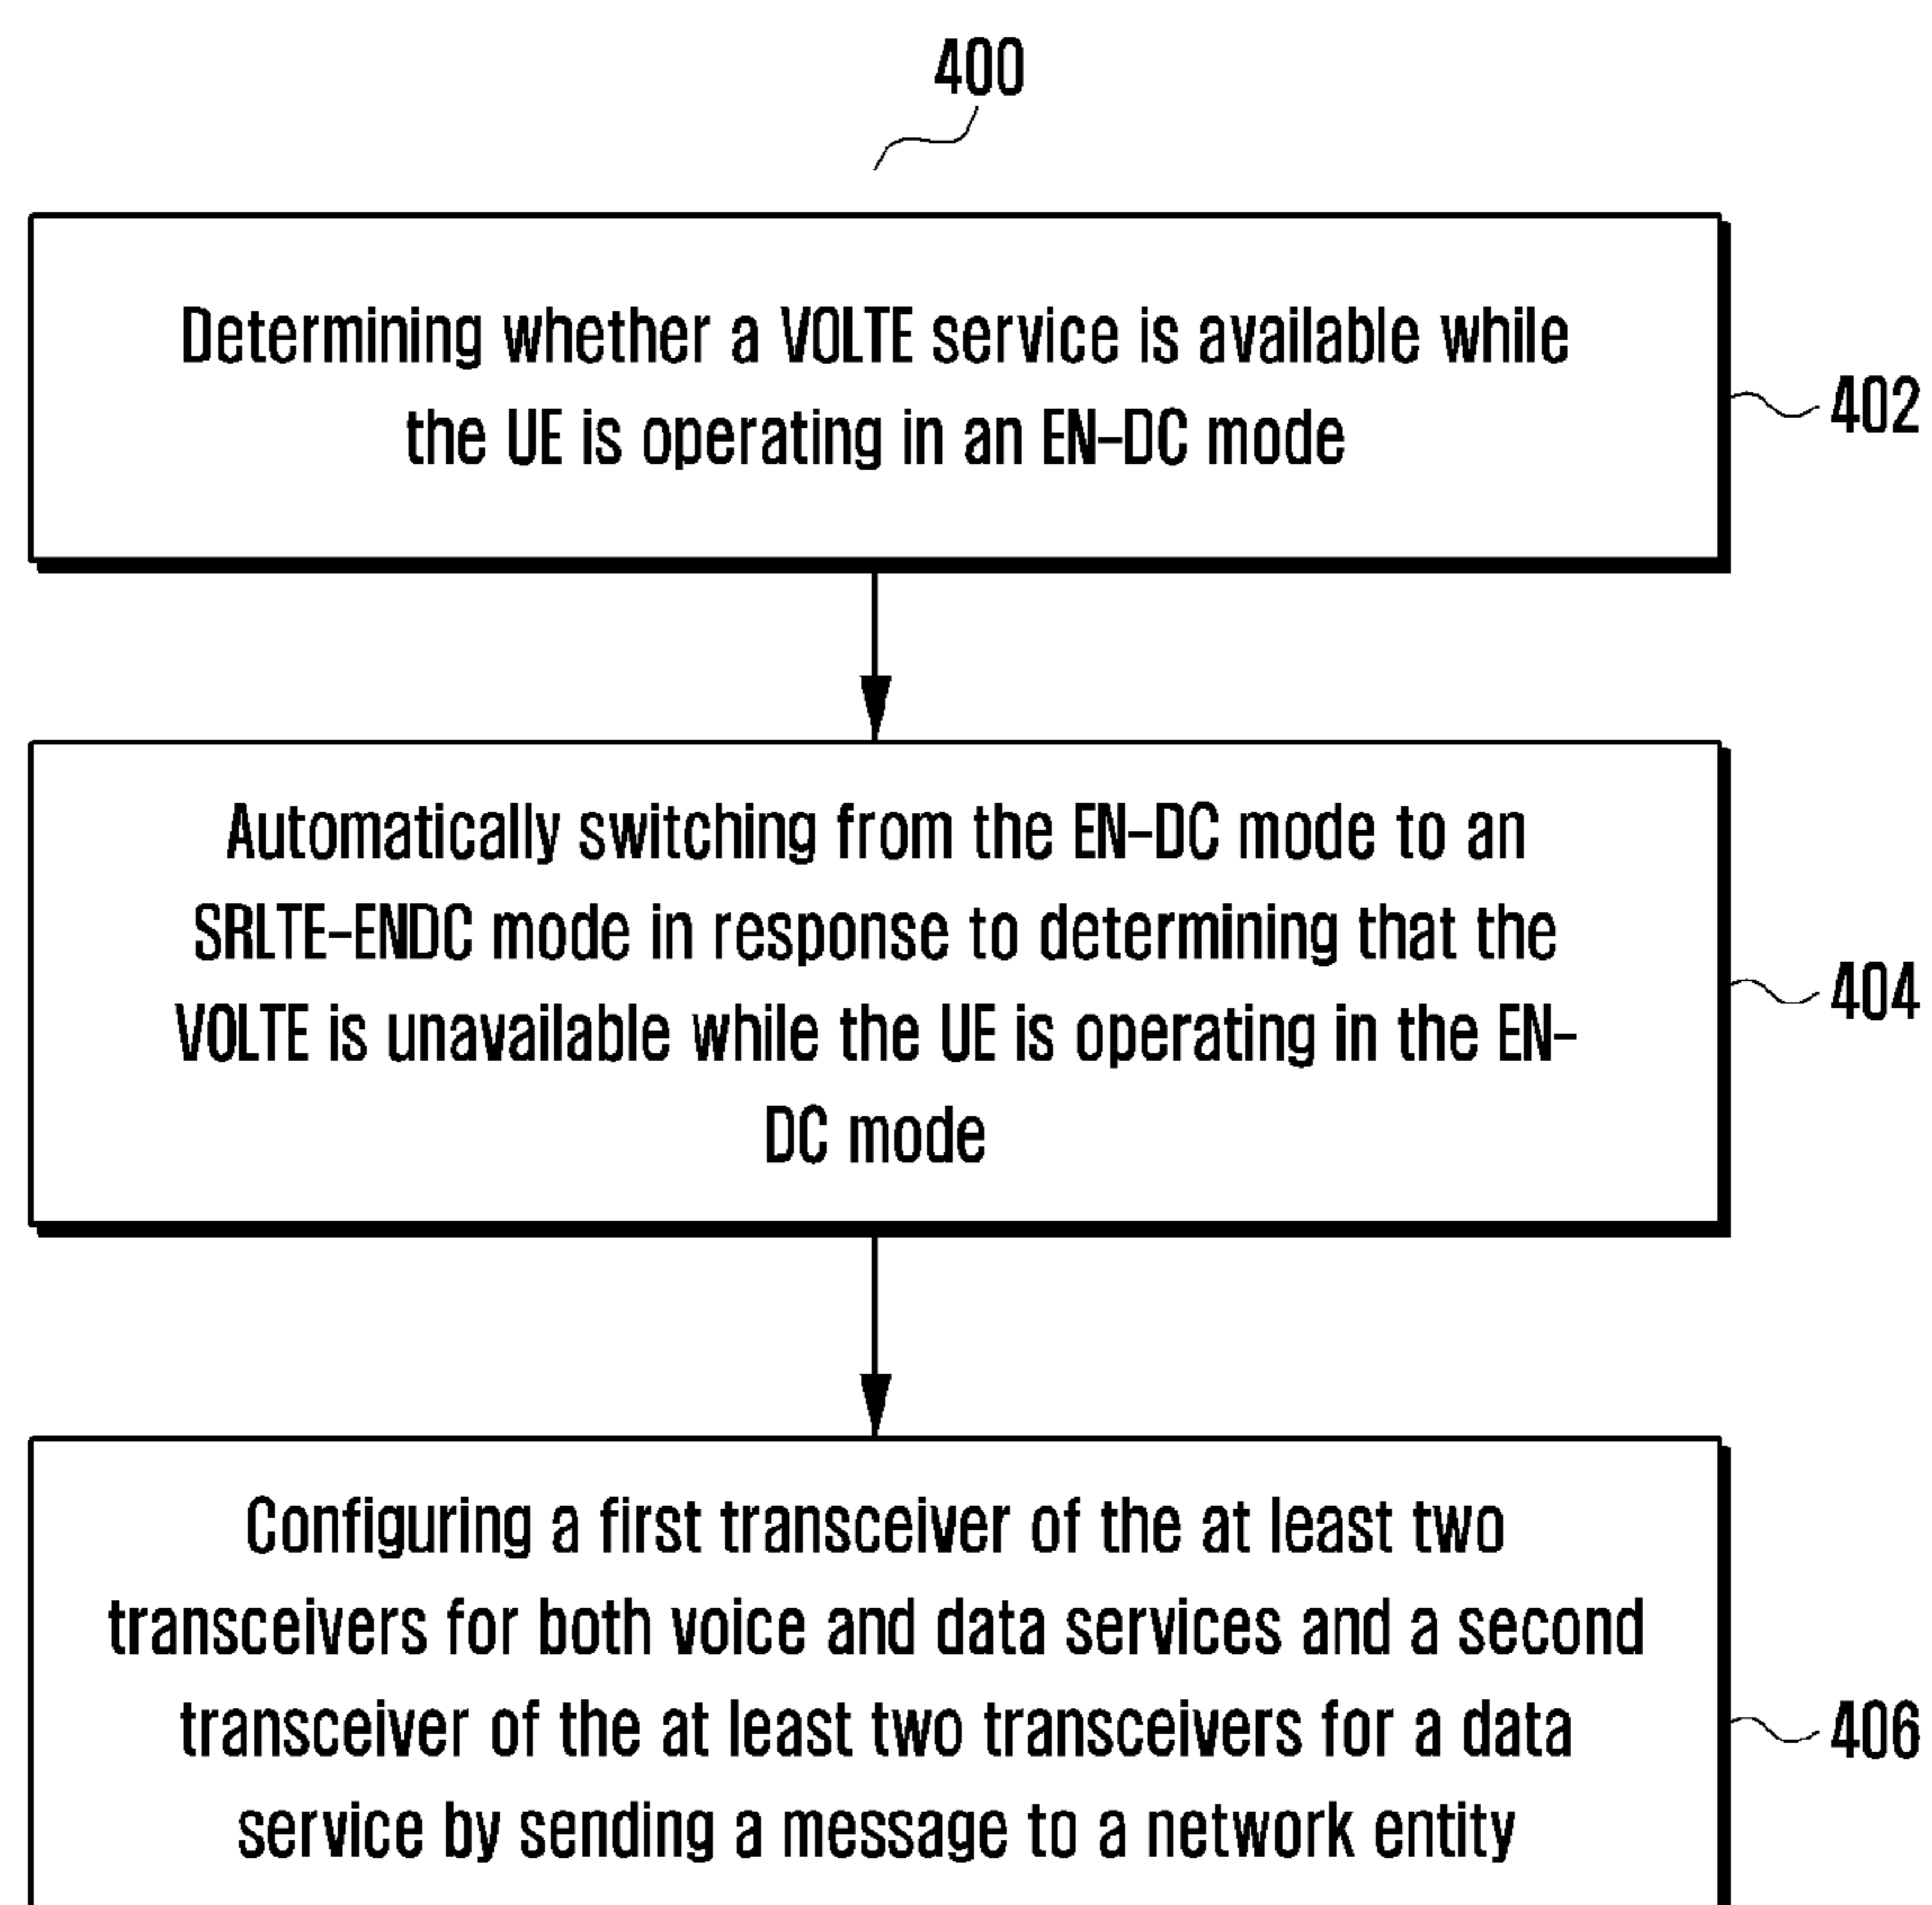 400
Determining whether a VOLTE service is available while
the UE is operating in an EN-DC mode
402
Automatically switching from the EN-DC mode to an
SRLTE-ENDC mode in response to determining that the
VOLTE is unavailable while the UE is operating in the EN-
DC mode
404
Configuring a first transceiver of the at least two
transceivers for both voice and data services and a second
transceiver of the at least two transceivers for a data
service by sending a message to a network entity
406